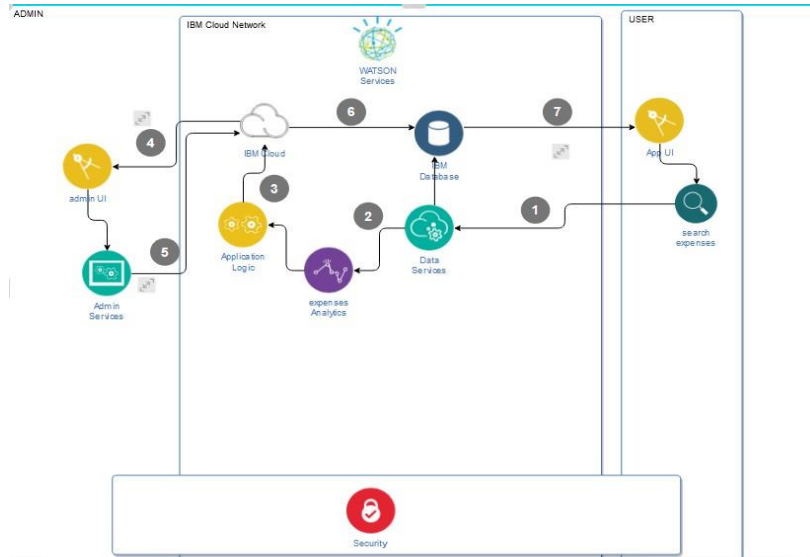 ADMIN
IBM Cloud Network
USER
WATSON
Services
6
7
4
IBM Cloud
IBM
Database
App UI
admin UI
3
2
1
5
Application
Logic
Data
Services
search
expenses
expenses
Analytics
Admin
Services
Security